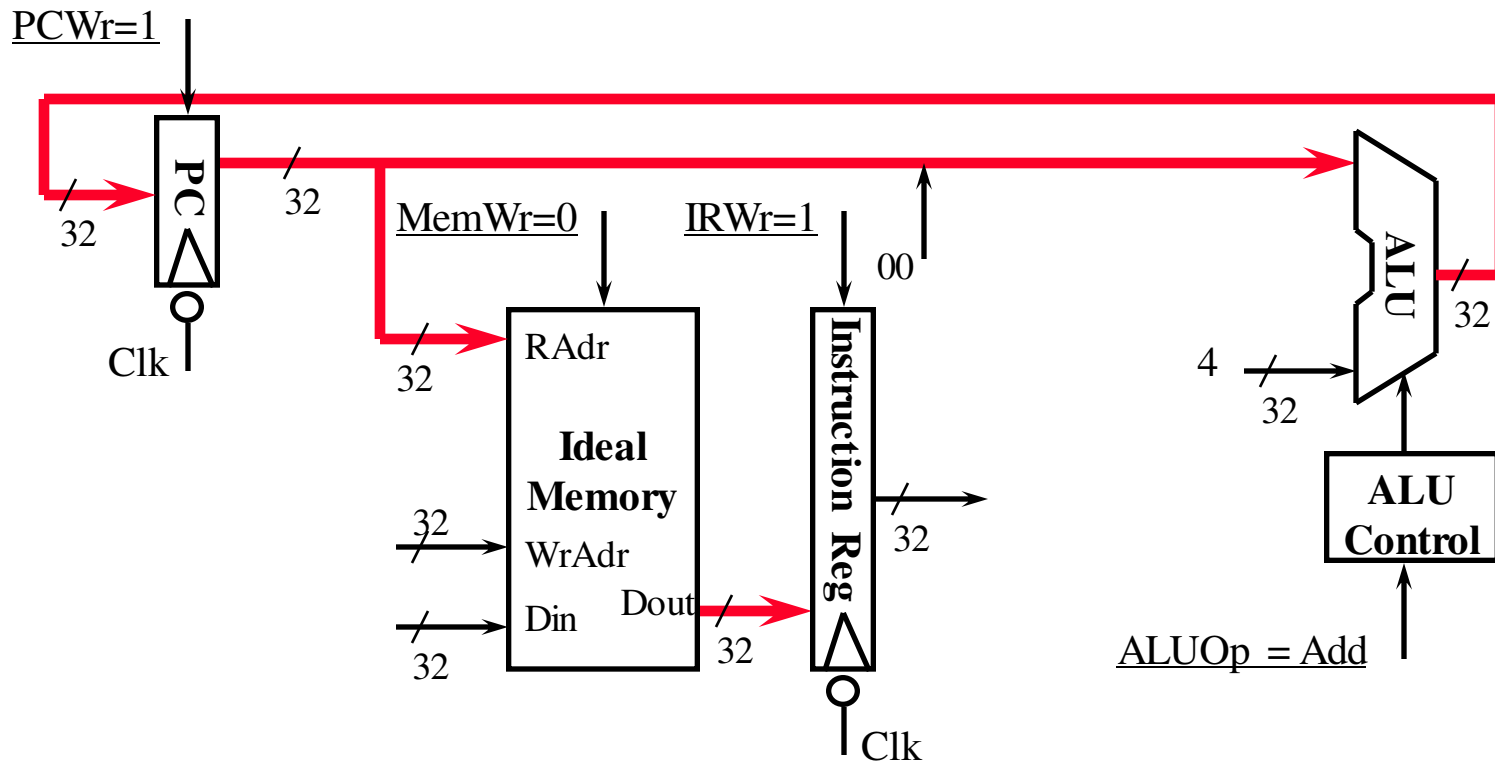 PCWr=1
PC
32
32
Clk
MemWr=0
IRWr=1
00
32
RAdr
Ideal
Memory
32
WrAdr
Din
32
Dout
32
Instruction Reg
32
Clk
ALU
32
4
32
ALU
Control
ALUOp = Add